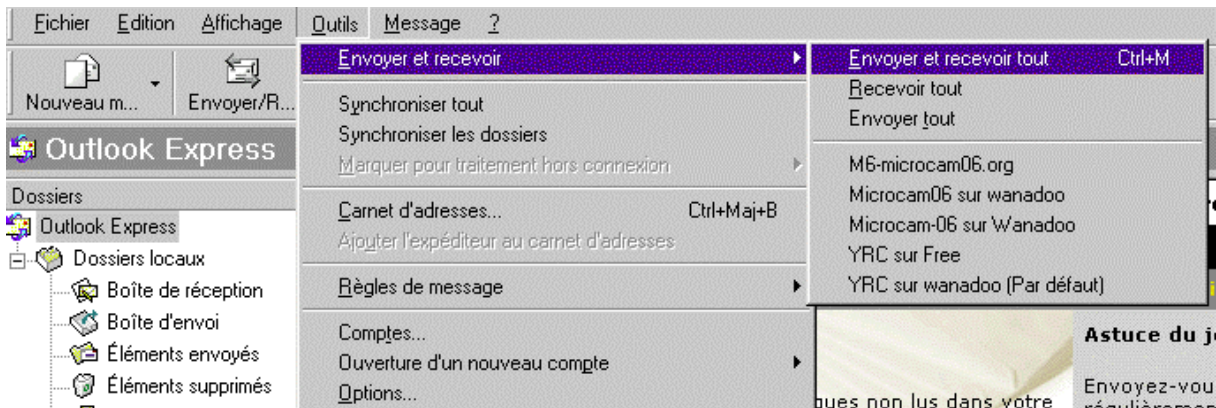 Fichier Edition Affichage Outils Message ?
Nouveau m... Envoyer/R...
Outlook Express
Dossiers
Outlook Express
Dossiers locaux
Boîte de réception
Boîte d'envoi
Éléments envoyés
Éléments supprimés
Envoyer et recevoir
Synchroniser tout
Synchroniser les dossiers
Marquer pour traitement hors connexion
Carnet d'adresses... Ctrl+Maj+B
Ajouter l'expéditeur au carnet d'adresses
Règles de message
Comptes...
Ouverture d'un nouveau compte
Options...
Envoyer et recevoir tout Ctrl+M
Recevoir tout
Envoyer tout
M6-microcam06.org
Microcam06 sur wanadoo
Microcam-06 sur Wanadoo
YRC sur Free
YRC sur wanadoo (Par défaut)
Astuce du j
Envoyez-vou
ques non lus dans votre